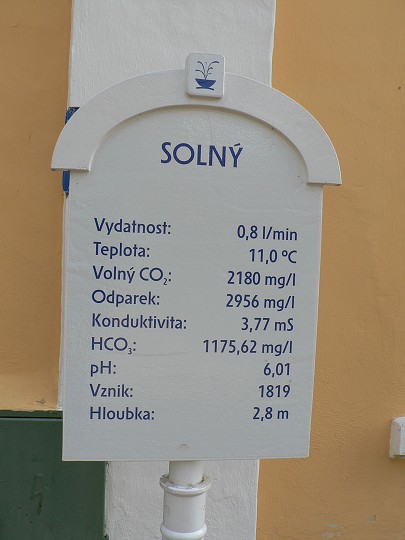 SOLNÝ
Vydatnost: 0,8 l/min
Teplota: 11,0 ºC
Volný CO₂: 2180 mg/l
Odparek: 2956 mg/l
Konduktivita: 3,77 mS
HCO₃: 1175,62 mg/l
pH: 6,01
Vznik: 1819
Hloubka: 2,8 m